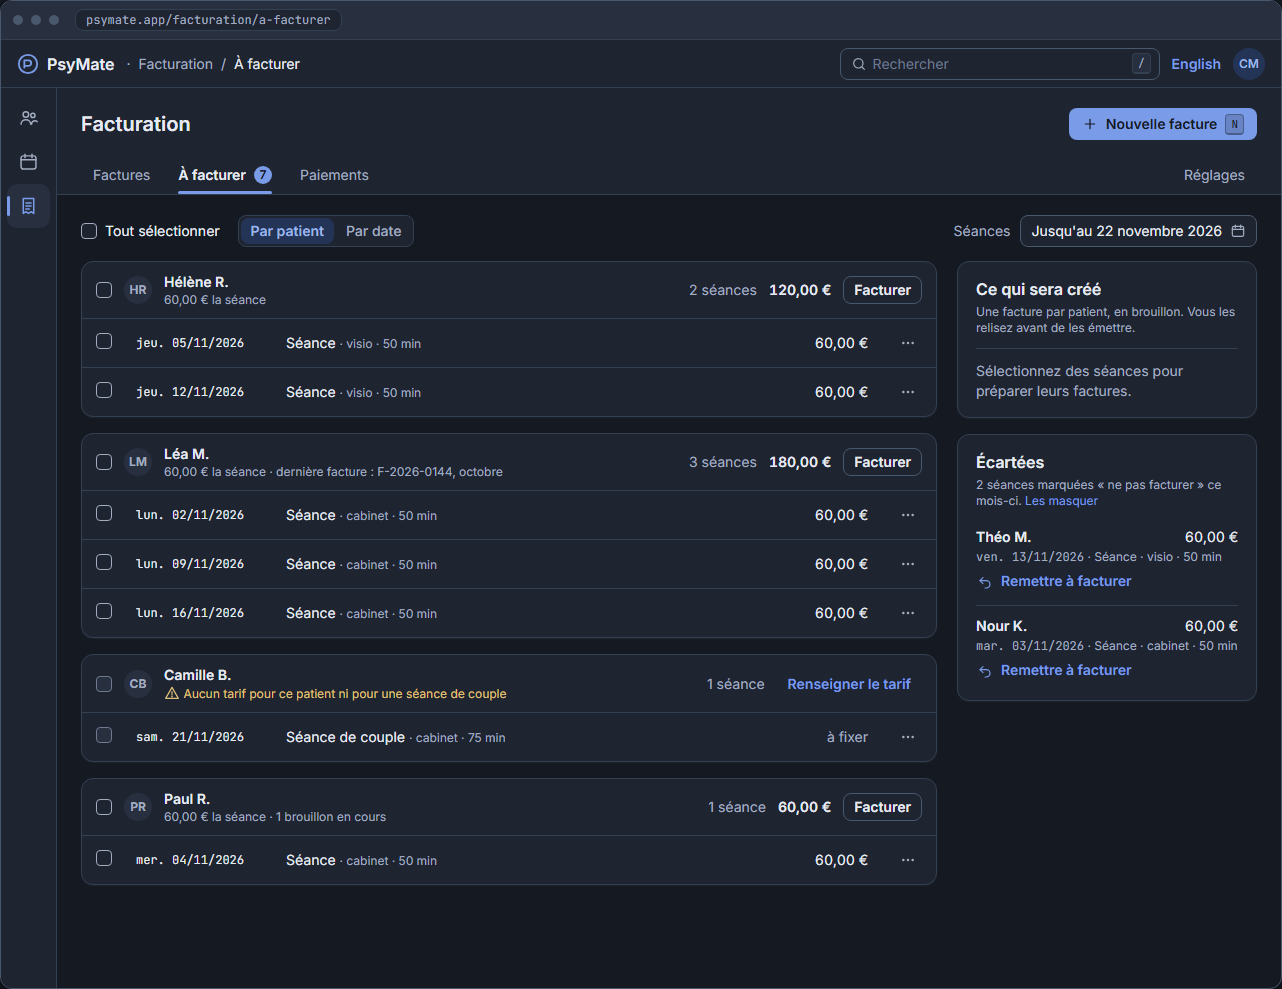 psymate.app/facturation/a-facturer
PsyMate · Facturation / À facturer
Rechercher /
English
CM
Facturation
+ Nouvelle facture N
Factures
À facturer 7
Paiements
Réglages
Tout sélectionner
Par patient
Par date
Séances
Jusqu'au 22 novembre 2026
HR
Hélène R.
60,00 € la séance
2 séances 120,00 € Facturer
jeu. 05/11/2026 Séance · visio · 50 min 60,00 € ···
jeu. 12/11/2026 Séance · visio · 50 min 60,00 € ···
LM
Léa M.
60,00 € la séance · dernière facture : F-2026-0144, octobre
3 séances 180,00 € Facturer
lun. 02/11/2026 Séance · cabinet · 50 min 60,00 € ···
lun. 09/11/2026 Séance · cabinet · 50 min 60,00 € ···
lun. 16/11/2026 Séance · cabinet · 50 min 60,00 € ···
CB
Camille B.
Aucun tarif pour ce patient ni pour une séance de couple
1 séance Renseigner le tarif
sam. 21/11/2026 Séance de couple · cabinet · 75 min à fixer ···
PR
Paul R.
60,00 € la séance · 1 brouillon en cours
1 séance 60,00 € Facturer
mer. 04/11/2026 Séance · cabinet · 50 min 60,00 € ···
Ce qui sera créé
Une facture par patient, en brouillon. Vous les
relisez avant de les émettre.
Sélectionnez des séances pour
préparer leurs factures.
Écartées
2 séances marquées « ne pas facturer » ce
mois-ci. Les masquer
Théo M. 60,00 €
ven. 13/11/2026 · Séance · visio · 50 min
Remettre à facturer
Nour K. 60,00 €
mar. 03/11/2026 · Séance · cabinet · 50 min
Remettre à facturer